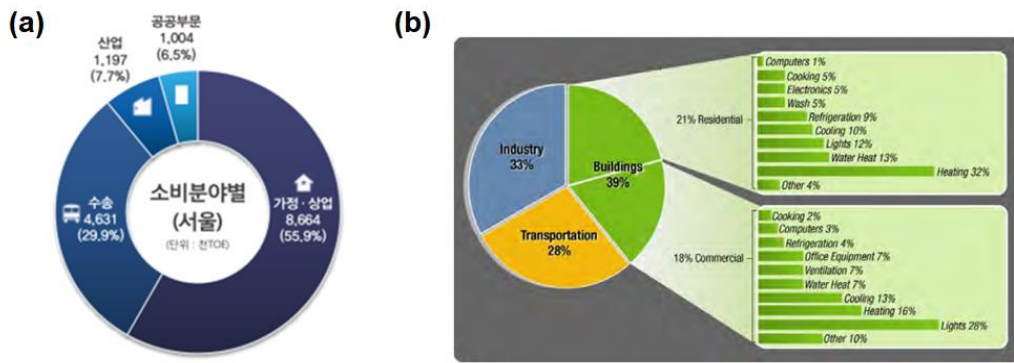 (a)
공공부문
1,004
(6.5%)
산업
1,197
(7.7%)
수송
4,631
(29.9%)
소비분야별
(서울)
(단위 : 천TOE)
가정·상업
8,664
(55.9%)
(b)
Industry
33%
Buildings
39%
Transportation
28%
21% Residential
Computers 1%
Cooking 5%
Electronics 5%
Wash 5%
Refrigeration 9%
Cooling 10%
Lights 12%
Water Heat 13%
Heating 32%
Other 4%
18% Commercial
Cooking 2%
Computers 3%
Refrigeration 4%
Office Equipment 7%
Ventilation 7%
Water Heat 7%
Cooling 13%
Heating 16%
Lights 28%
Other 10%